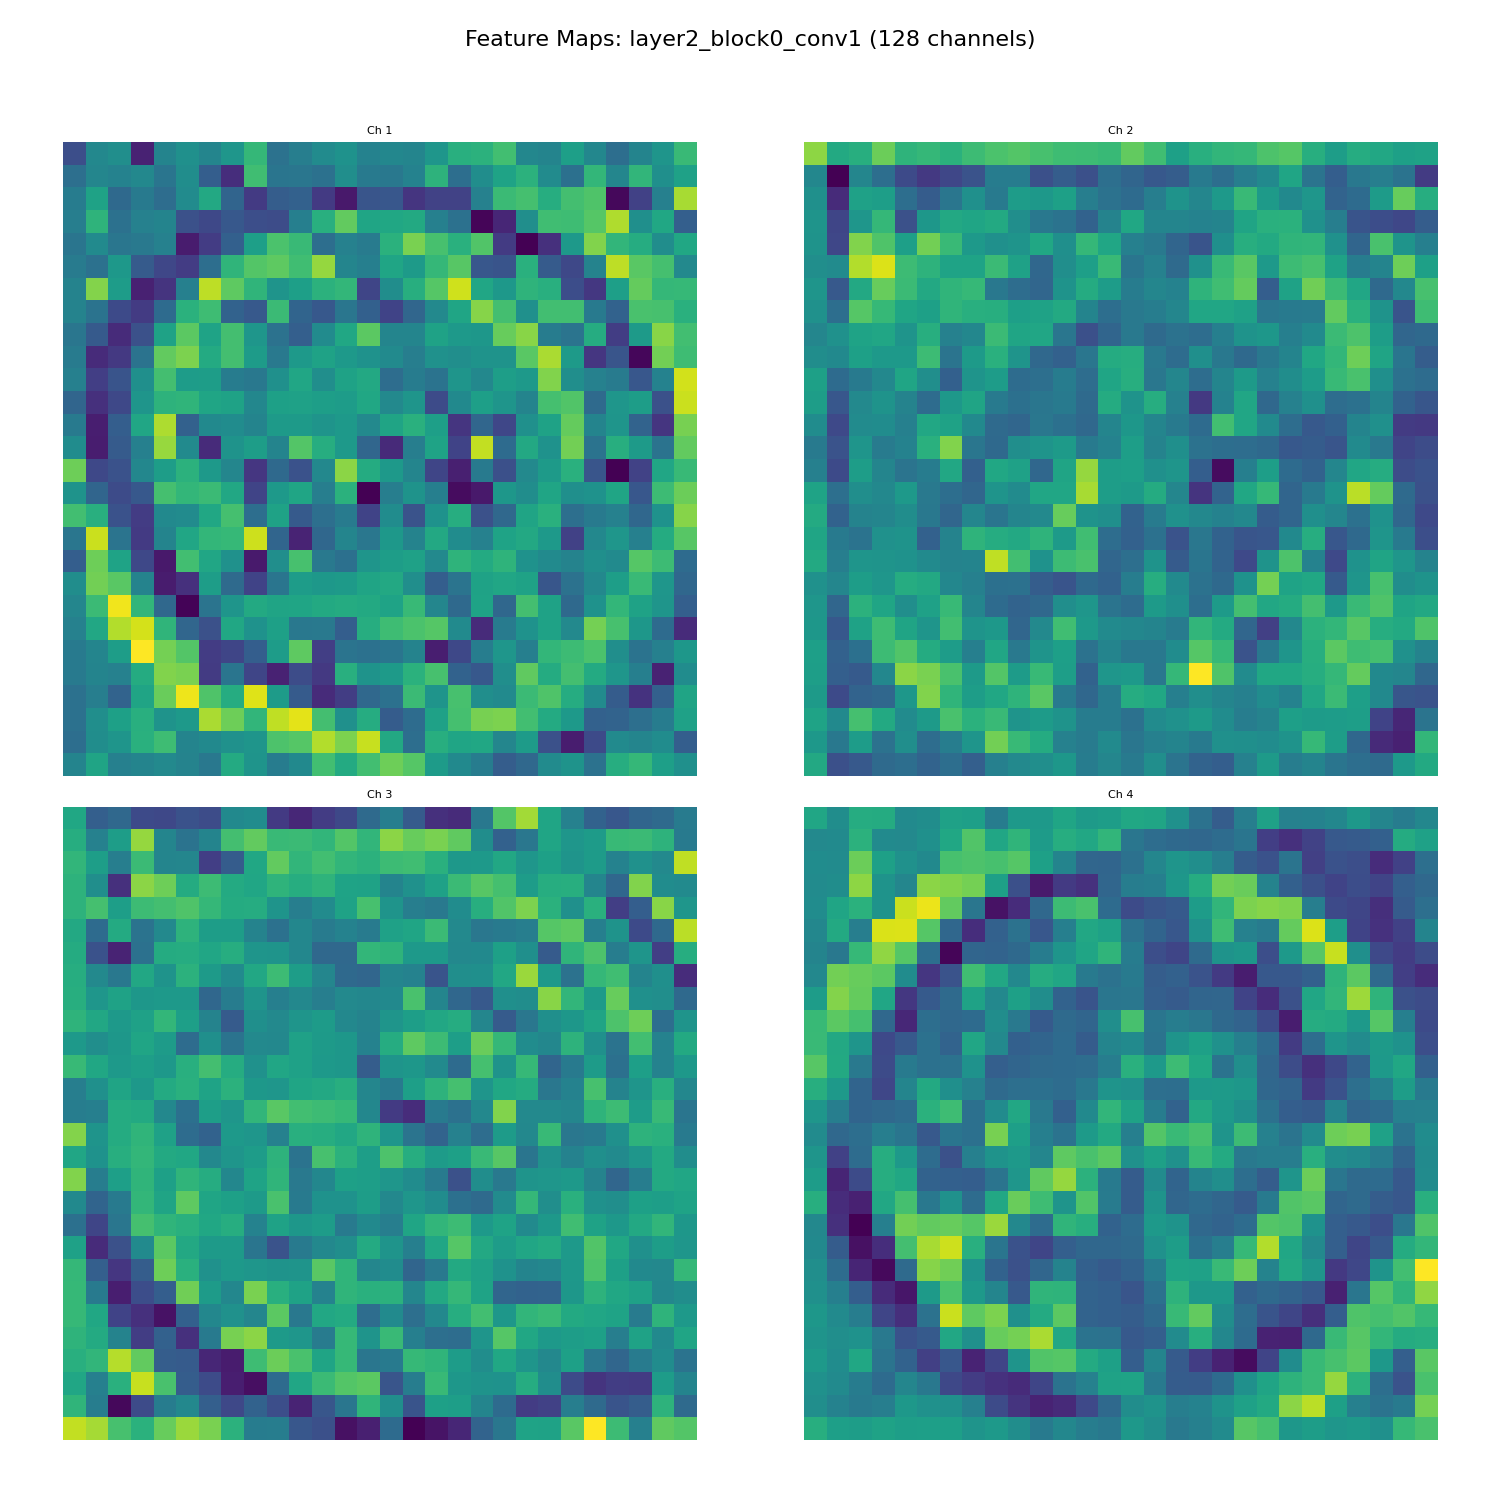 Feature Maps: layer2_block0_conv1 (128 channels)
Ch 1
Ch 2
Ch 3
Ch 4